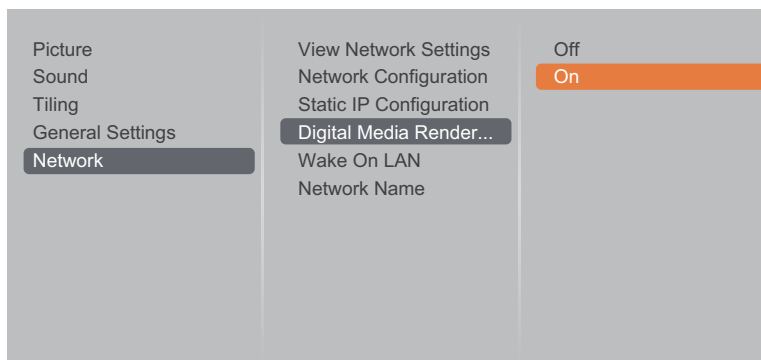 Picture
Sound
Tiling
General Settings
Network
View Network Settings
Network Configuration
Static IP Configuration
Digital Media Render...
Wake On LAN
Network Name
Off
On